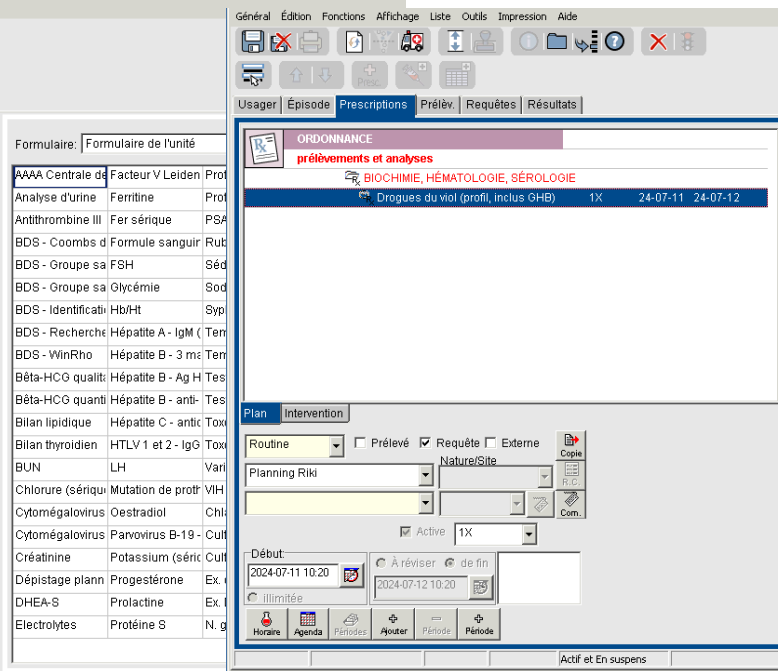 Général Édition Fonctions Affichage Liste Outils Impression Aide
Presc.
Usager Épisode Prescriptions Prélèv. Requêtes Résultats
Formulaire: Formulaire de l'unité
AAAA Centrale de Facteur V Leiden Prof
Analyse d'urine Ferritine Prof
Antithrombine III Fer sérique PSA
BDS - Coombs d Formule sanguin Rub
BDS - Groupe sa FSH Séd
BDS - Groupe sa Glycémie Sod
BDS - Identificati Hb/Ht Syp
BDS - Recherche Hépatite A - IgM ( Tem
BDS - WinRho Hépatite B - 3 ma Tem
Bêta-HCG qualita Hépatite B - Ag H Tes
Bêta-HCG quanti Hépatite B - anti- Tes
Bilan lipidique Hépatite C - antic Toxo
Bilan thyroidien HTLV 1 et 2 - IgG Toxo
BUN LH Vari
Chlorure (sérique Mutation de proth VIH
Cytomégalovirus Oestradiol Chla
Cytomégalovirus Parvovirus B-19 - Cult
Créatinine Potassium (séric Cult
Dépistage plann Progestérone Ex. d
DHEA-S Prolactine Ex. l
Electrolytes Protéine S N. g
ORDONNANCE
prélèvements et analyses
BIOCHIMIE, HÉMATOLOGIE, SÉROLOGIE
Drogues du viol (profil, inclus GHB) 1X 24-07-11 24-07-12
Plan Intervention
Routine Prélevé Requête Externe Copie
Nature/Site
Planning Riki R.C.
Com.
Active 1X
Début:
À réviser de fin
2024-07-11 10:20
2024-07-12 10:20
illimitée
Horaire Agenda Périodes Ajouter Période Période
Actif et En suspens